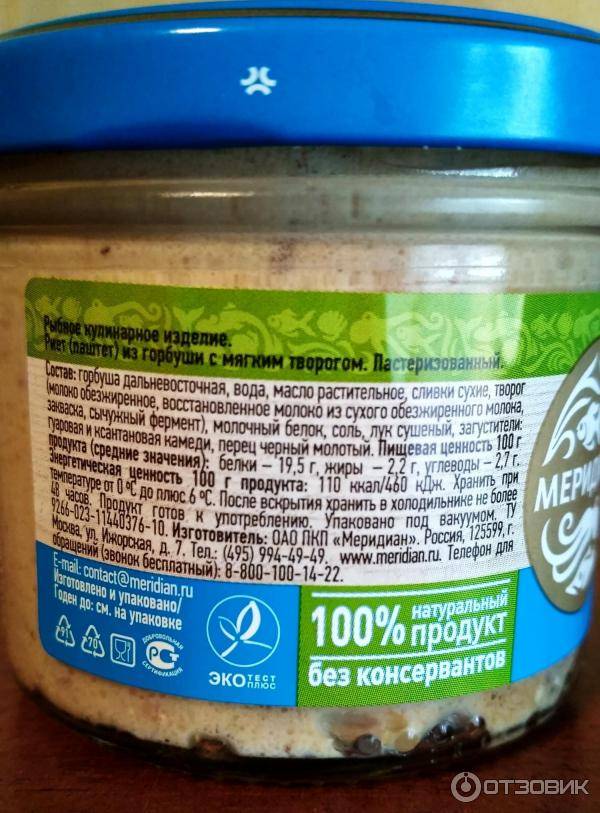 Рыбное кулинарное изделие.
Риет (паштет) из горбуши с мягким творогом. Пастеризованный.
Состав: горбуша дальневосточная, вода, масло растительное, сливки сухие, творог
(молоко обезжиренное, восстановленное молоко из сухого обезжиренного молока,
закваска, сычужный фермент), молочный белок, соль, лук сушеный, загустители:
гуаровая и ксантановая камеди, перец черный молотый. Пищевая ценность 100 г
продукта (средние значения): белки – 19,5 г, жиры – 2,2 г, углеводы – 2,7 г.
Энергетическая ценность 100 г продукта: 110 ккал/460 кДж. Хранить при
температуре от 0 °С до плюс 6 °С. После вскрытия хранить в холодильнике не более
48 часов. Продукт готов к употреблению. Упаковано под вакуумом. ТУ
9266-023-11440376-10. Изготовитель: ОАО ПКП «Меридиан». Россия, 125599, г.
Москва, ул. Ижорская, д. 7. Тел.: (495) 994-49-49. www.meridian.ru. Телефон для
обращений (звонок бесплатный): 8-800-100-14-22.
E-mail: contact@meridian.ru
Изготовлено и упаковано/
Годен до: см. на упаковке
91
70
ДОБРОВОЛЬНАЯ
РСТ
СЕРТИФИКАЦИЯ
ЭКО ТЕСТ
ПЛЮС
100% натуральный
продукт
без консервантов
ОТЗОВИК